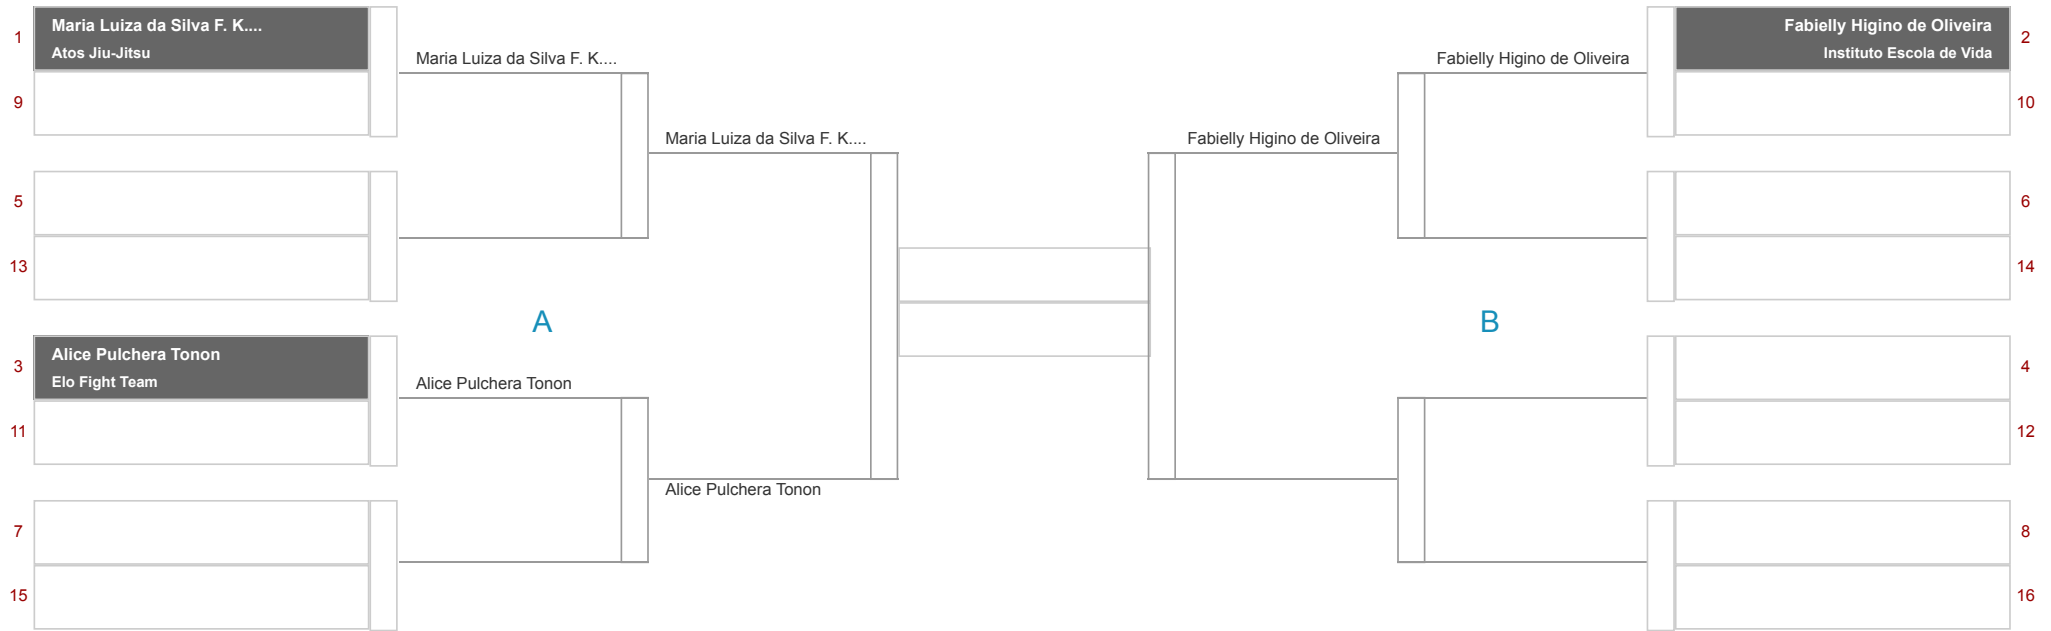 1
Maria Luiza da Silva F. K....
Atos Jiu-Jitsu
9
5
13
3
Alice Pulchera Tonon
Elo Fight Team
11
7
15
Maria Luiza da Silva F. K....
Alice Pulchera Tonon
A
Maria Luiza da Silva F. K....
Alice Pulchera Tonon
Fabielly Higino de Oliveira
B
Fabielly Higino de Oliveira
Fabielly Higino de Oliveira
Instituto Escola de Vida
2
10
6
14
4
12
8
16